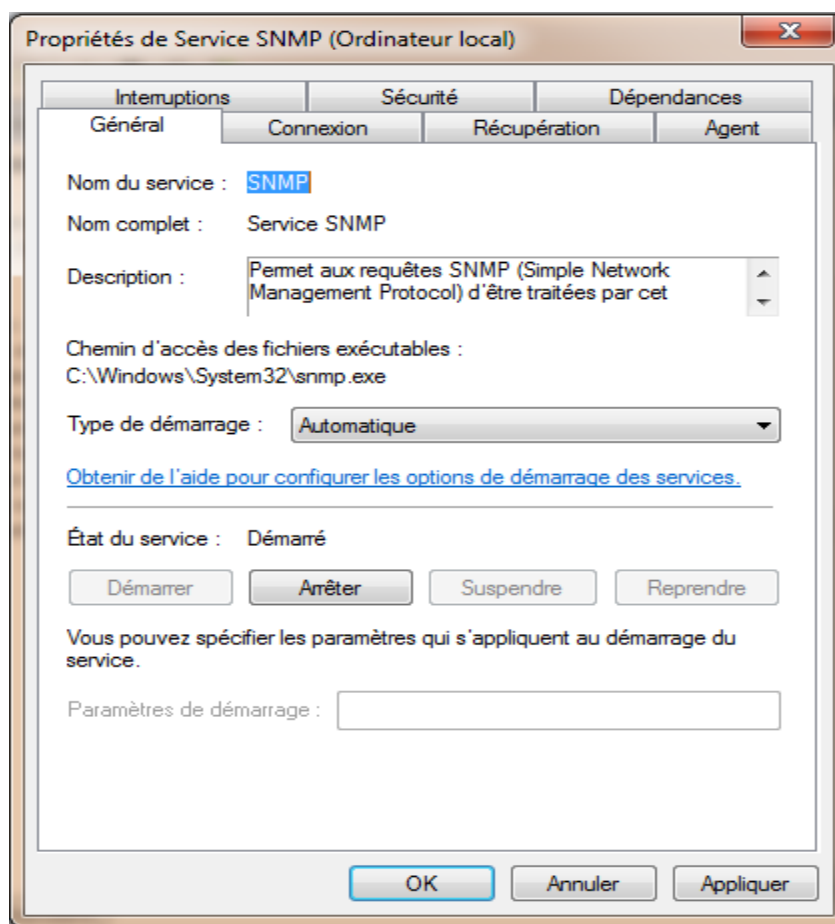 Propriétés de Service SNMP (Ordinateur local)
Interruptions Sécurité Dépendances
Général Connexion Récupération Agent
Nom du service : SNMP
Nom complet : Service SNMP
Description : Permet aux requêtes SNMP (Simple Network
Management Protocol) d'être traitées par cet
Chemin d'accès des fichiers exécutables :
C:\Windows\System32\snmp.exe
Type de démarrage : Automatique
Obtenir de l'aide pour configurer les options de démarrage des services.
État du service : Démarré
Démarrer Arrêter Suspendre Reprendre
Vous pouvez spécifier les paramètres qui s'appliquent au démarrage du
service.
Paramètres de démarrage :
OK Annuler Appliquer